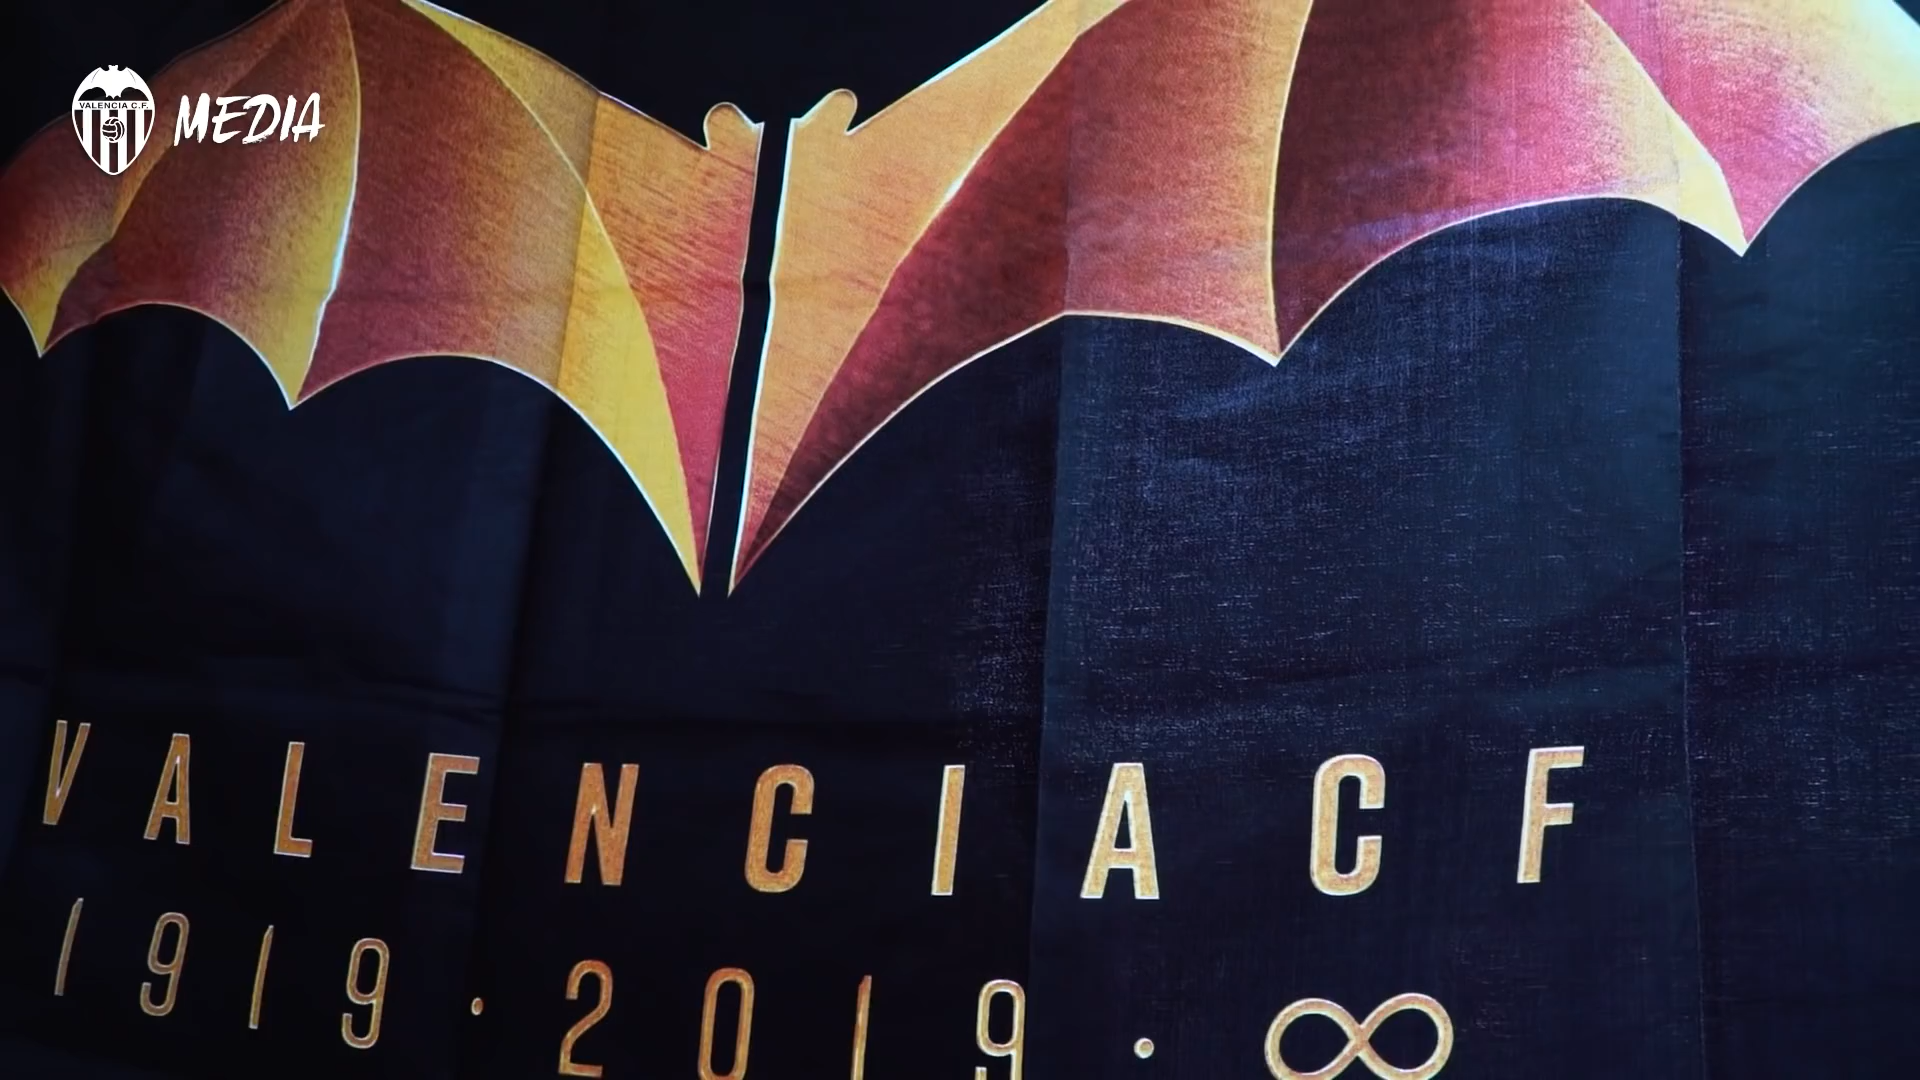 VALENCIA C.F.
MEDIA
VALENCIA CF
1919·2019·∞